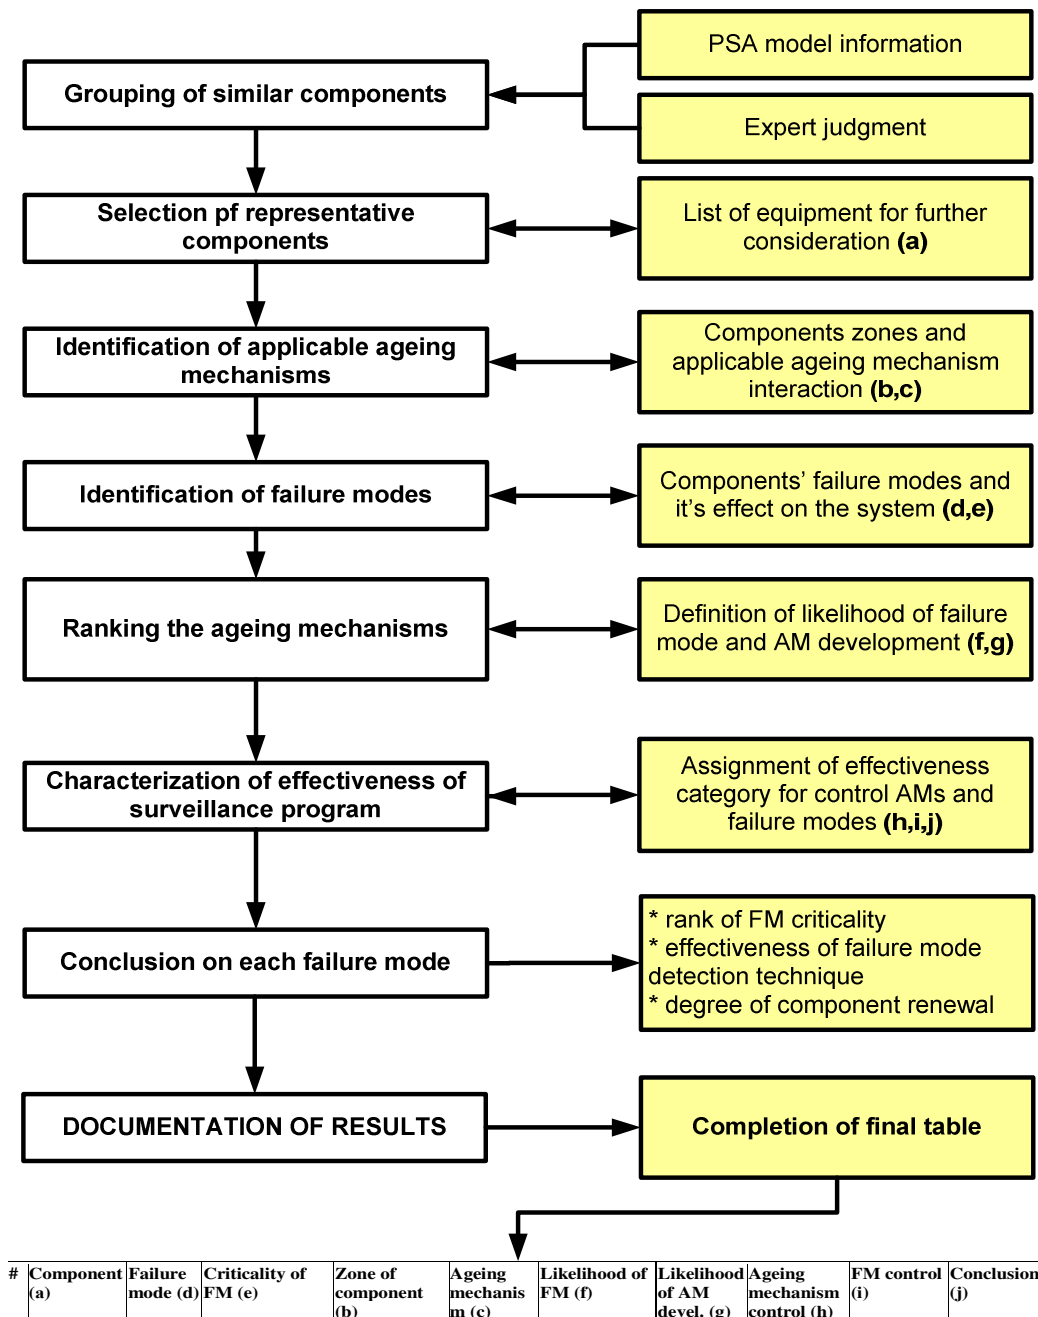 PSA model information
Grouping of similar components
Expert judgment
Selection pf representative
components
List of equipment for further
consideration (a)
Identification of applicable ageing
mechanisms
Components zones and
applicable ageing mechanism
interaction (b,c)
Identification of failure modes
Components' failure modes and
it's effect on the system (d,e)
Ranking the ageing mechanisms
Definition of likelihood of failure
mode and AM development (f,g)
Characterization of effectiveness of
surveillance program
Assignment of effectiveness
category for control AMs and
failure modes (h,i,j)
Conclusion on each failure mode
* rank of FM criticality
* effectiveness of failure mode
detection technique
* degree of component renewal
DOCUMENTATION OF RESULTS
Completion of final table
#
Component
(a)
Failure
mode (d)
Criticality of
FM (e)
Zone of
component
(b)
Ageing
mechanis
m (c)
Likelihood of
FM (f)
Likelihood
of AM
devel. (g)
Ageing
mechanism
control (h)
FM control
(i)
Conclusion
(j)